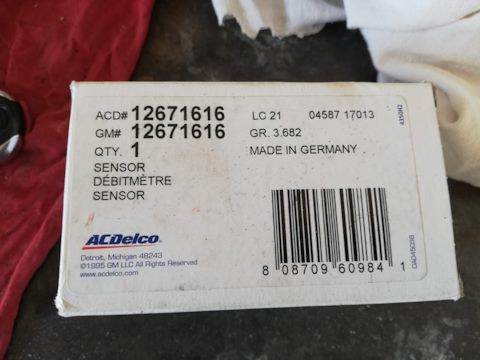 ACD# 12671616 LC 21 04587 17013
GM# 12671616 GR. 3.682
QTY. 1 MADE IN GERMANY
SENSOR
DÉBITMÈTRE
SENSOR
ACDelco
Detroit, Michigan 48243
©1995 GM LLC All Rights Reserved
www.acdelco.com
8 08709 60984 1
4350H2